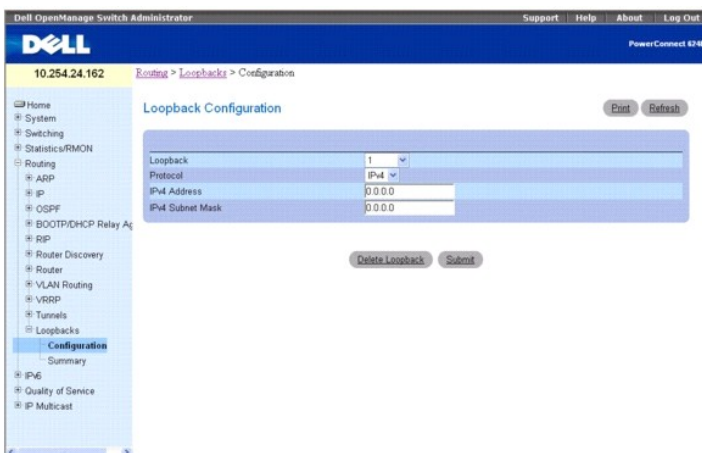 Dell OpenManage Switch Administrator
Support Help About Log Out
DELL
PowerConnect 6248
10.254.24.162
Routing > Loopbacks > Configuration
Home
System
Switching
Statistics/RMON
Routing
ARP
IP
OSPF
BOOTP/DHCP Relay Ag
RIP
Router Discovery
Router
VLAN Routing
VRRP
Tunnels
Loopbacks
Configuration
Summary
IPv6
Quality of Service
IP Multicast
Loopback Configuration
Print Refresh
Loopback 1
Protocol IPv4
IPv4 Address 0.0.0.0
IPv4 Subnet Mask 0.0.0.0
Delete Loopback Submit